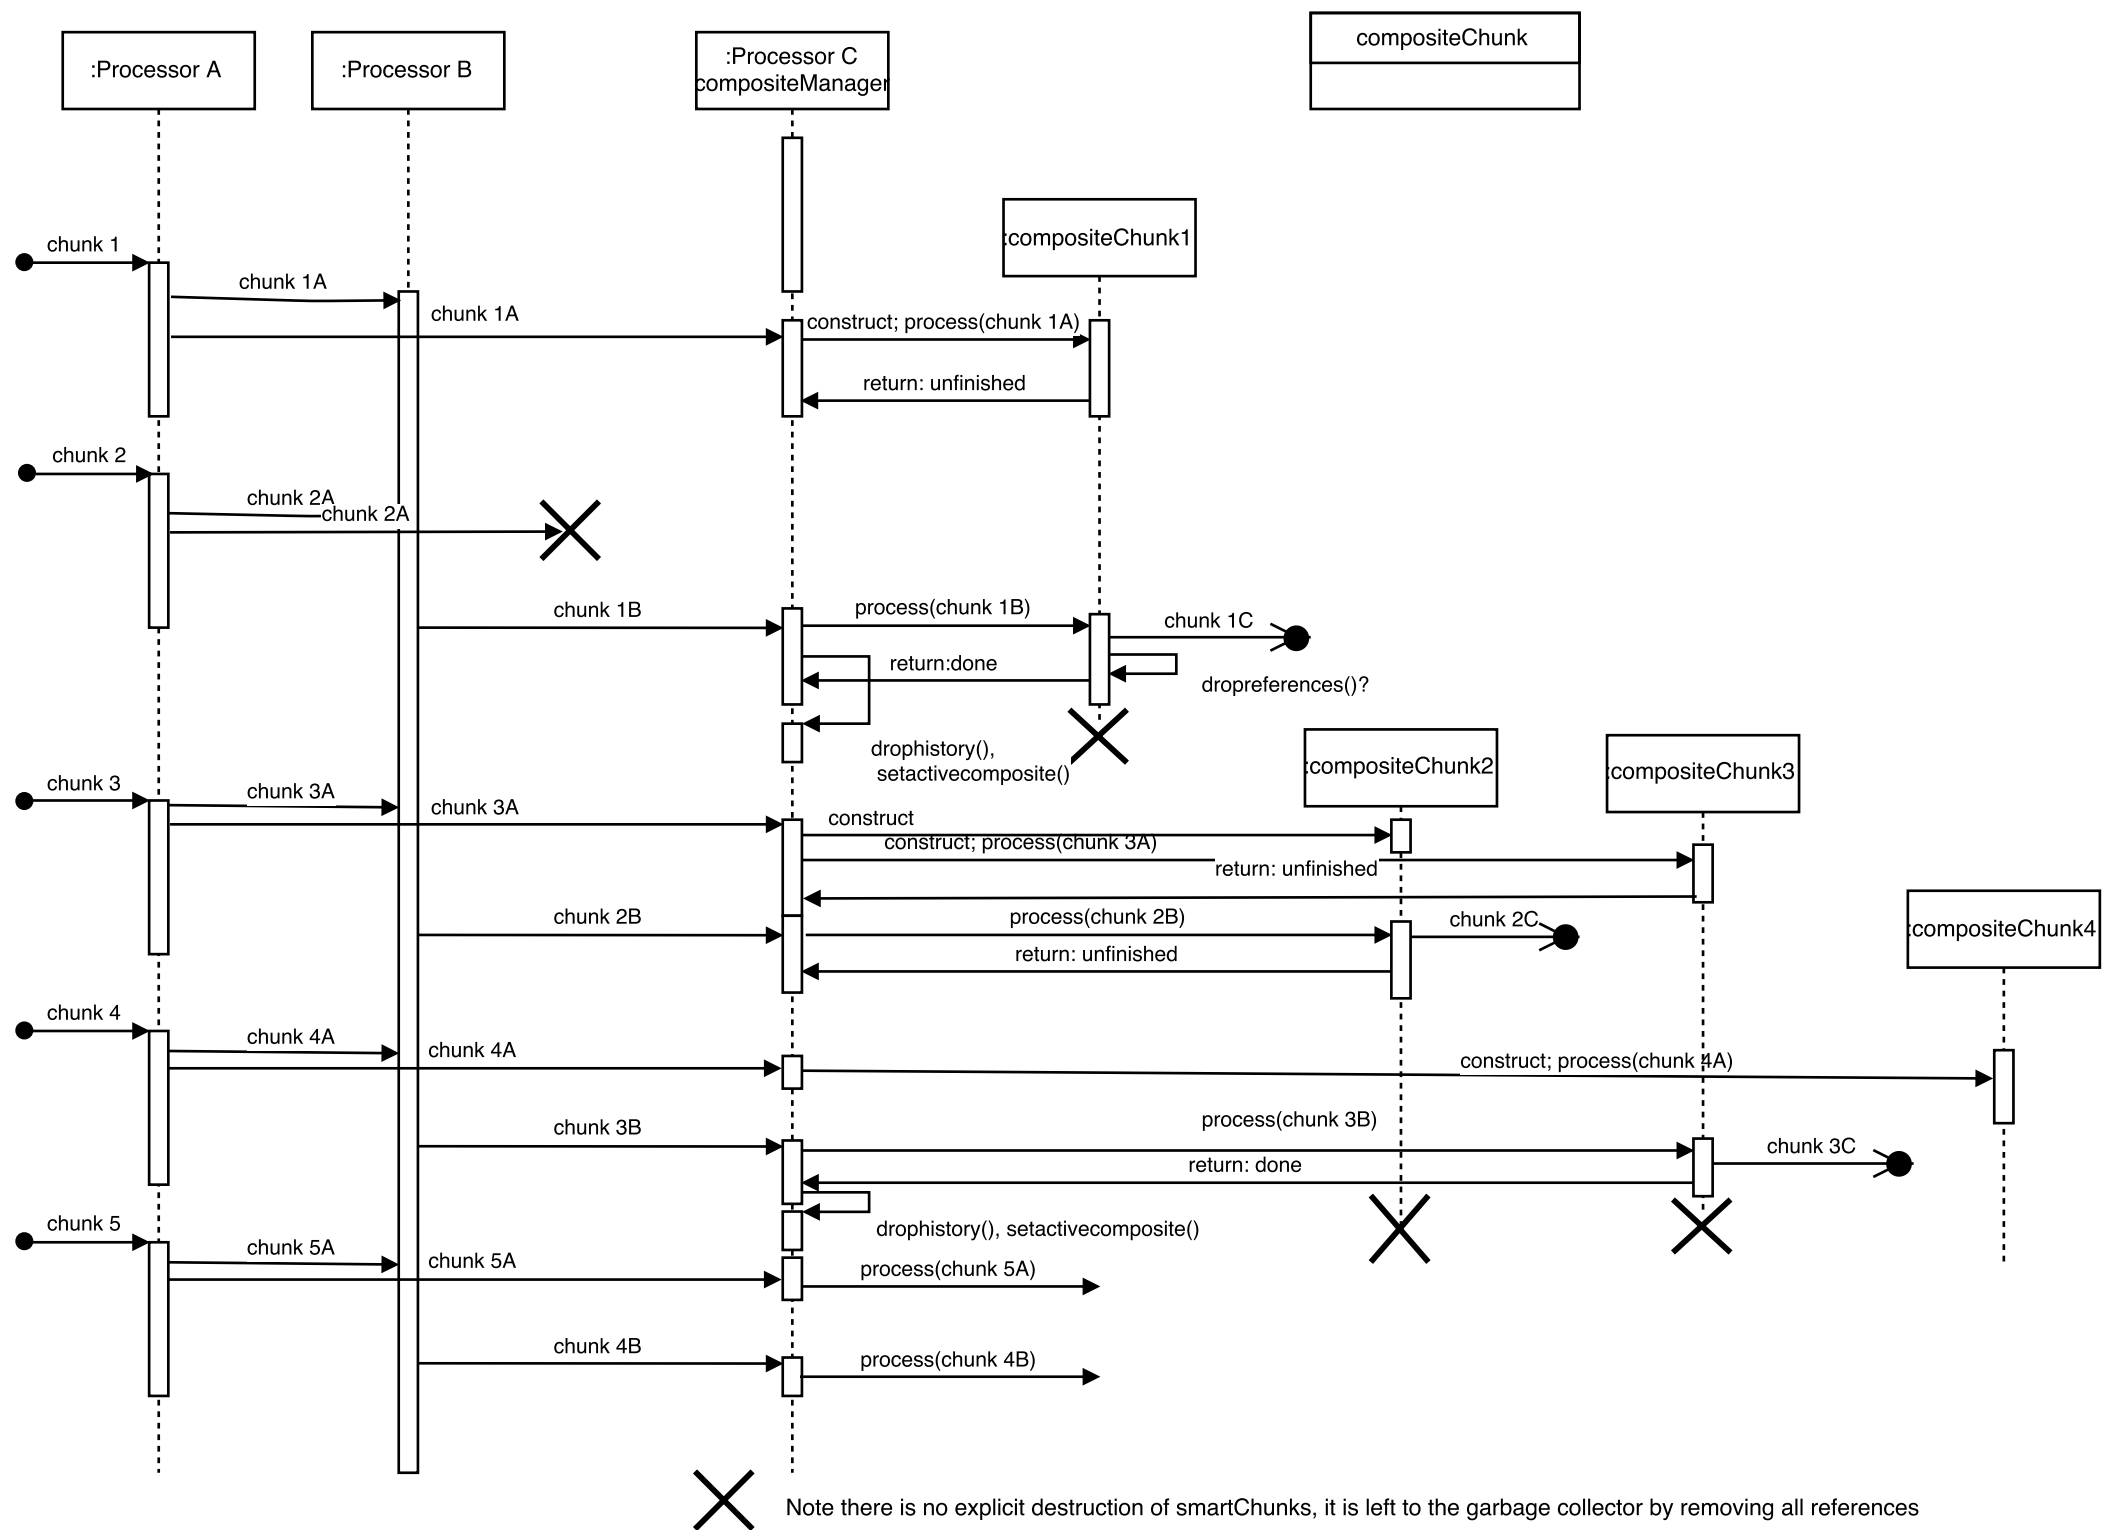 :Processor A
:Processor B
:Processor C
compositeManager
compositeChunk
:compositeChunk1
chunk 1
chunk 1A
chunk 1A
construct; process(chunk 1A)
return: unfinished
chunk 2
chunk 2A
chunk 2A
chunk 1B
process(chunk 1B)
chunk 1C
return:done
dropreferences()?
drophistory(),
setactivecomposite()
:compositeChunk2
:compositeChunk3
chunk 3
chunk 3A
chunk 3A
construct
construct; process(chunk 3A)
return: unfinished
chunk 2B
process(chunk 2B)
chunk 2C
:compositeChunk4
return: unfinished
chunk 4
chunk 4A
chunk 4A
construct; process(chunk 4A)
chunk 3B
process(chunk 3B)
chunk 3C
return: done
chunk 5
drophistory(), setactivecomposite()
chunk 5A
chunk 5A
process(chunk 5A)
chunk 4B
process(chunk 4B)
Note there is no explicit destruction of smartChunks, it is left to the garbage collector by removing all references